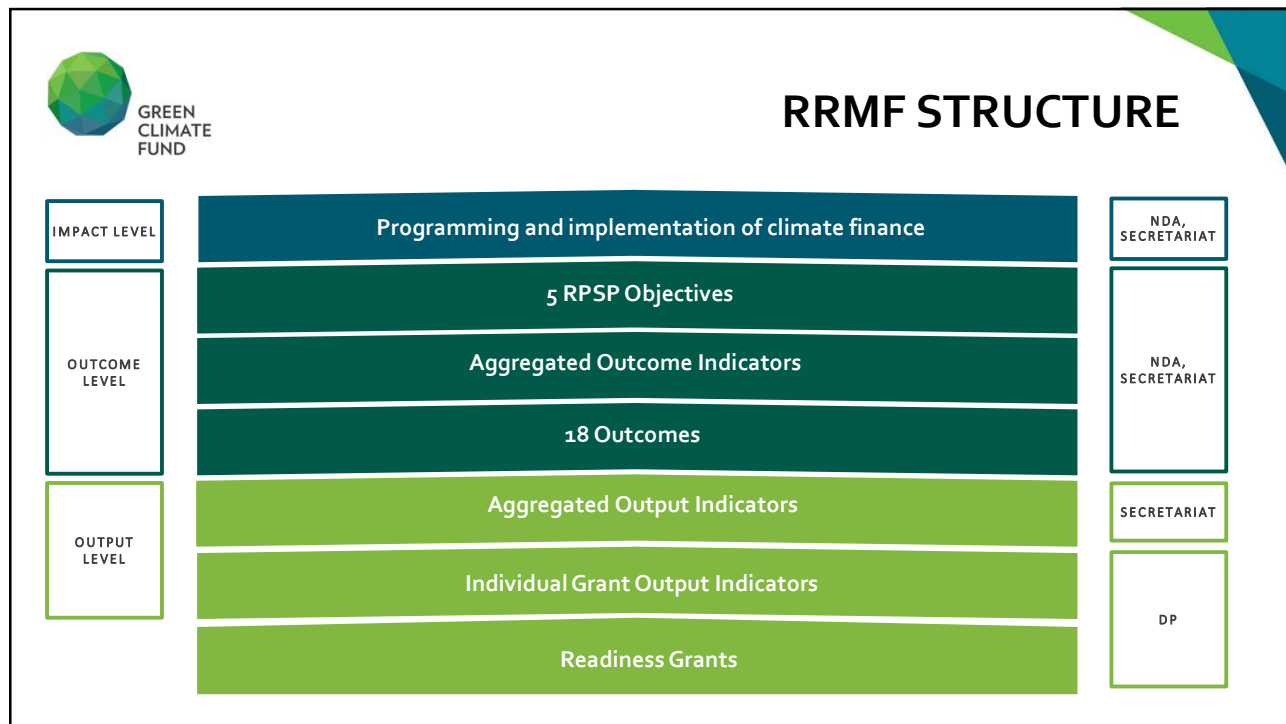 GREEN
CLIMATE
FUND
RRMF STRUCTURE
IMPACT LEVEL
Programming and implementation of climate finance
NDA,
SECRETARIAT
5 RPSP Objectives
OUTCOME
LEVEL
Aggregated Outcome Indicators
NDA,
SECRETARIAT
18 Outcomes
OUTPUT
LEVEL
Aggregated Output Indicators
SECRETARIAT
Individual Grant Output Indicators
DP
Readiness Grants